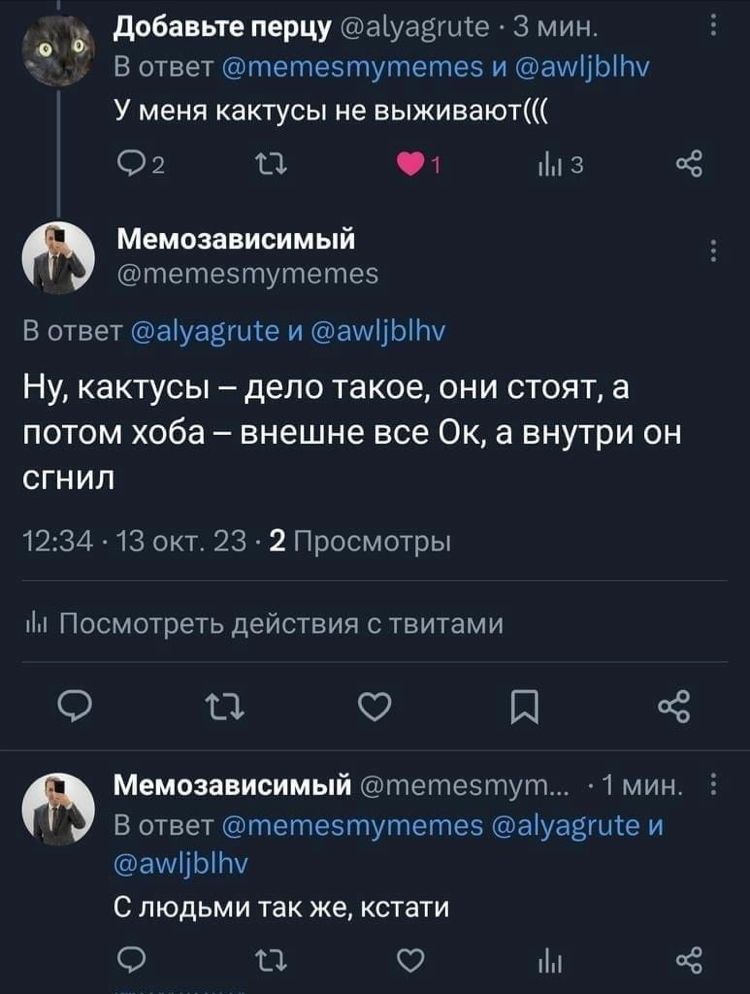 Добавьте перцу @alyagrute · 3 мин.
В ответ @memesmymemes и @awljblhv
У меня кактусы не выживают(((
2 1 3
Мемозависимый
@memesmymemes
В ответ @alyagrute и @awljblhv
Ну, кактусы – дело такое, они стоят, а
потом хоба – внешне все Ок, а внутри он
сгнил
12:34 · 13 окт. 23 · 2 Просмотры
Посмотреть действия с твитами
Мемозависимый @memesmym... · 1 мин.
В ответ @memesmymemes @alyagrute и
@awljblhv
С людьми так же, кстати